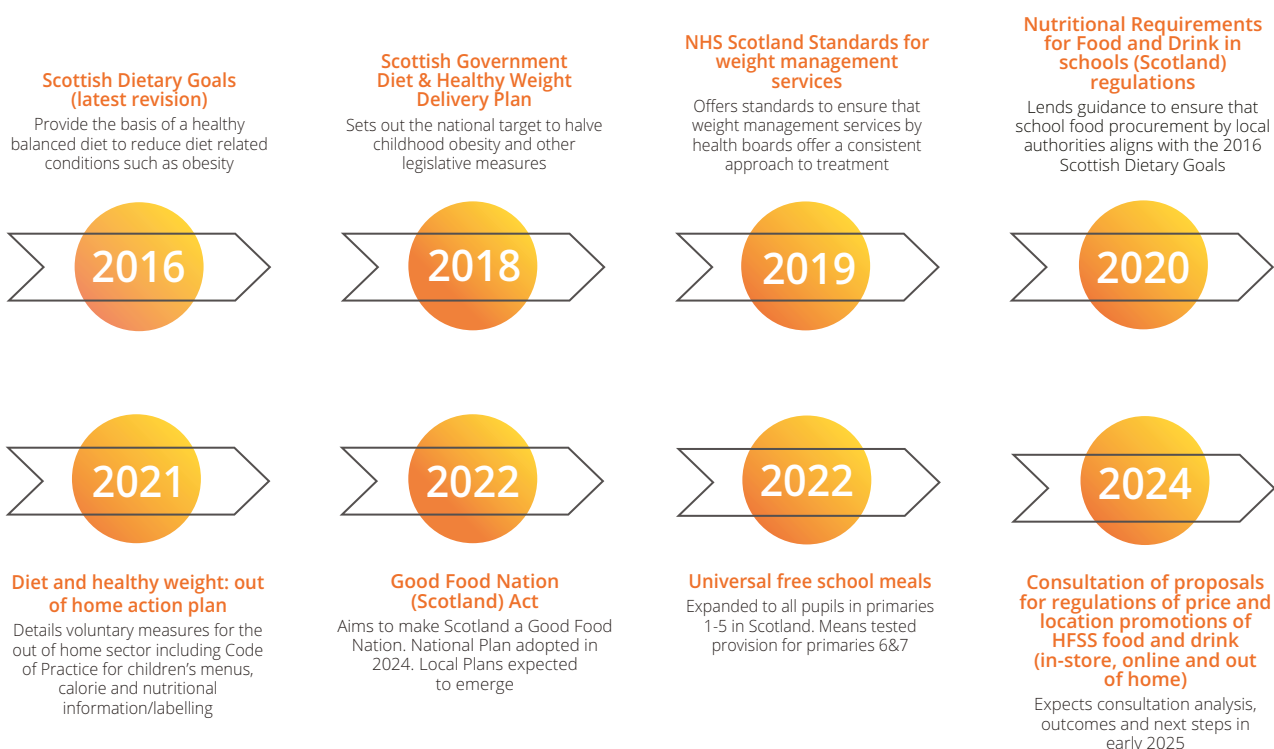 Scottish Dietary Goals
(latest revision)
Provide the basis of a healthy
balanced diet to reduce diet related
conditions such as obesity
2016
Scottish Government
Diet & Healthy Weight
Delivery Plan
Sets out the national target to halve
childhood obesity and other
legislative measures
2018
NHS Scotland Standards for
weight management
services
Offers standards to ensure that
weight management services by
health boards offer a consistent
approach to treatment
2019
Nutritional Requirements
for Food and Drink in
schools (Scotland)
regulations
Lends guidance to ensure that
school food procurement by local
authorities aligns with the 2016
Scottish Dietary Goals
2020
2021
Diet and healthy weight: out
of home action plan
Details voluntary measures for the
out of home sector including Code
of Practice for children's menus,
calorie and nutritional
information/labelling
2022
Good Food Nation
(Scotland) Act
Aims to make Scotland a Good Food
Nation. National Plan adopted in
2024. Local Plans expected
to emerge
2022
Universal free school meals
Expanded to all pupils in primaries
1-5 in Scotland. Means tested
provision for primaries 6&7
2024
Consultation of proposals
for regulations of price and
location promotions of
HFSS food and drink
(in-store, online and out
of home)
Expects consultation analysis,
outcomes and next steps in
early 2025